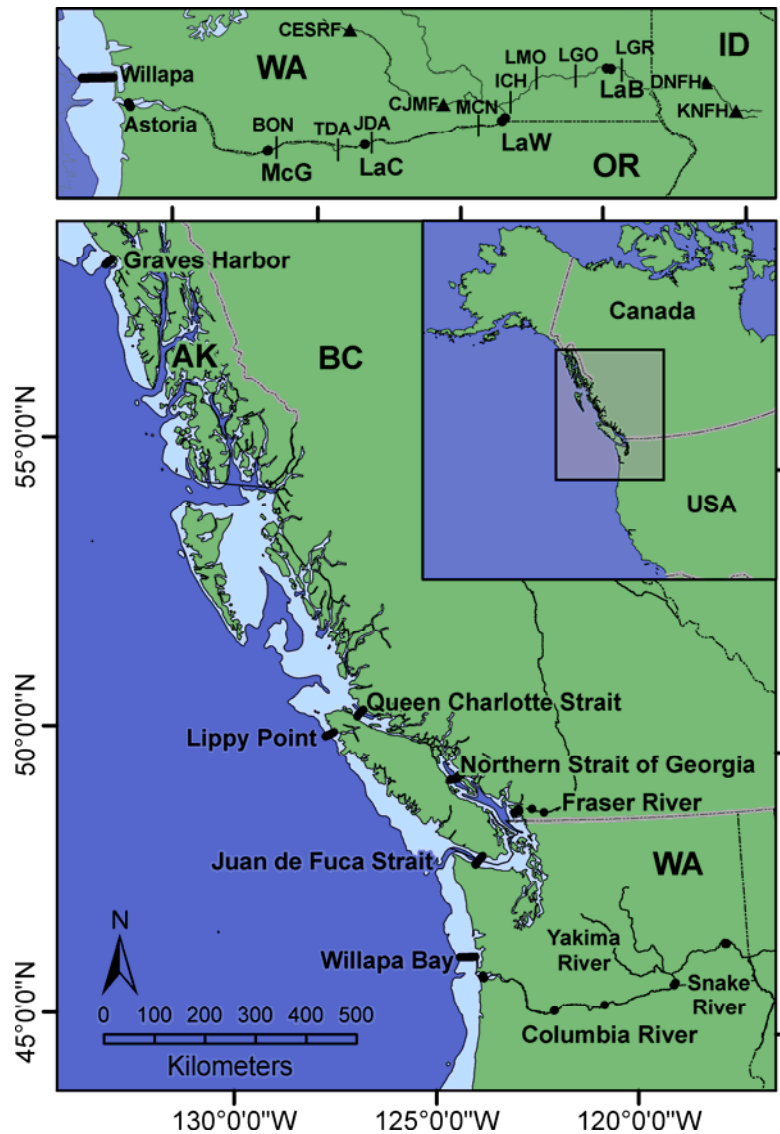 CESRF
WA
ID
Willapa
LMO
LGO
LGR
ICH
DNFH
Astoria
CJMF
MCN
LaB
KNFH
BON
TDA
JDA
McG
LaC
LaW
OR
Graves Harbor
AK
BC
Canada
USA
55°0'0"N
Queen Charlotte Strait
50°0'0"N
Lippy Point
Northern Strait of Georgia
Fraser River
Juan de Fuca Strait
WA
N
Willapa Bay
Yakima
River
Snake
River
Columbia River
45°0'0"N
0 100 200 300 400 500
Kilometers
130°0'0"W
125°0'0"W
120°0'0"W